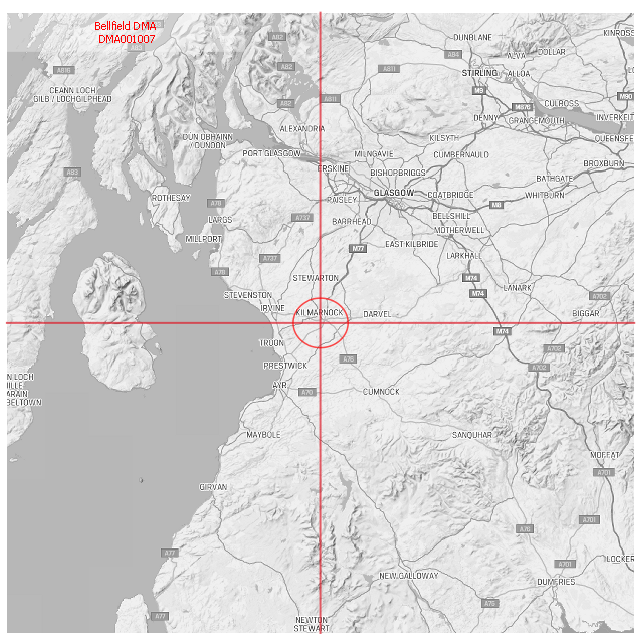 Bellfield DMA
DMA001007
DUNBLANE
KINROSS
A82
A84
ALVA
DOLLAR
A816
A82
A811
STIRLING
ALLOA
CEANN LOCH
GILB / LOCHGILPHEAD
A82
A811
M9
M90
M876
CULROSS
DENNY
GRANGEMOUTH
INVERKEIT
ALEXANDRIA
DUN OBHAINN
/ DUNOON
KILSYTH
QUEENSFE
PORT GLASGOW
MILNGAVIE
CUMBERNAULD
BROXBURN
A83
ERSKINE
BISHOPBRIGGS
BATHGATE
ROTHESAY
A78
PAISLEY
GLASGOW
COATBRIDGE
WHITBURN
M8
LARGS
A737
BARRHEAD
BELLSHILL
MOTHERWELL
MILLPORT
M77
EAST KILBRIDE
LARKHALL
A737
A78
STEWARTON
M74
LANARK
STEVENSTON
M74
A702
IRVINE
KILMARNOCK
DARVEL
BIGGAR
M74
TROON
A702
PRESTWICK
A76
A702
N LOCH
ILLE
ARAIN
BELTOWN
AYR
A70
CUMNOCK
MAYBOLE
SANQUHAR
MOFFAT
A701
GIRVAN
A701
A76
A77
LOCKER
A701
NEW GALLOWAY
DUMFRIES
A75
A77
NEWTON
STEWART